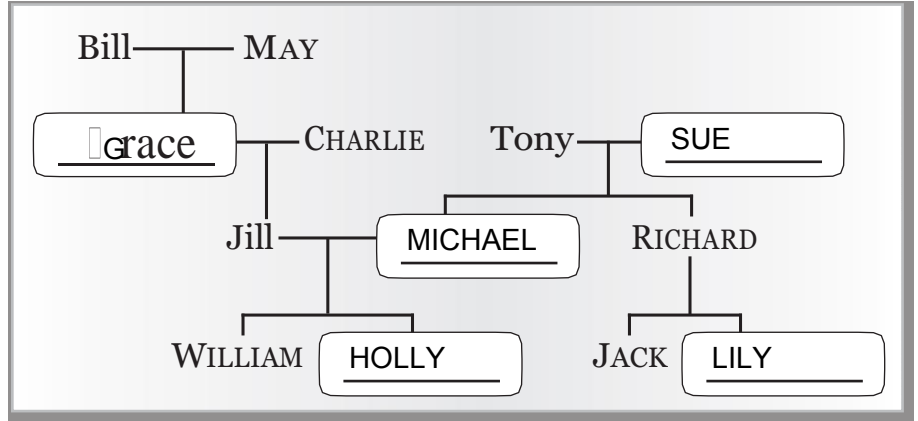 Bill MAY
Grace CHARLIE Tony SUE
Jill MICHAEL RICHARD
WILLIAM HOLLY JACK LILY